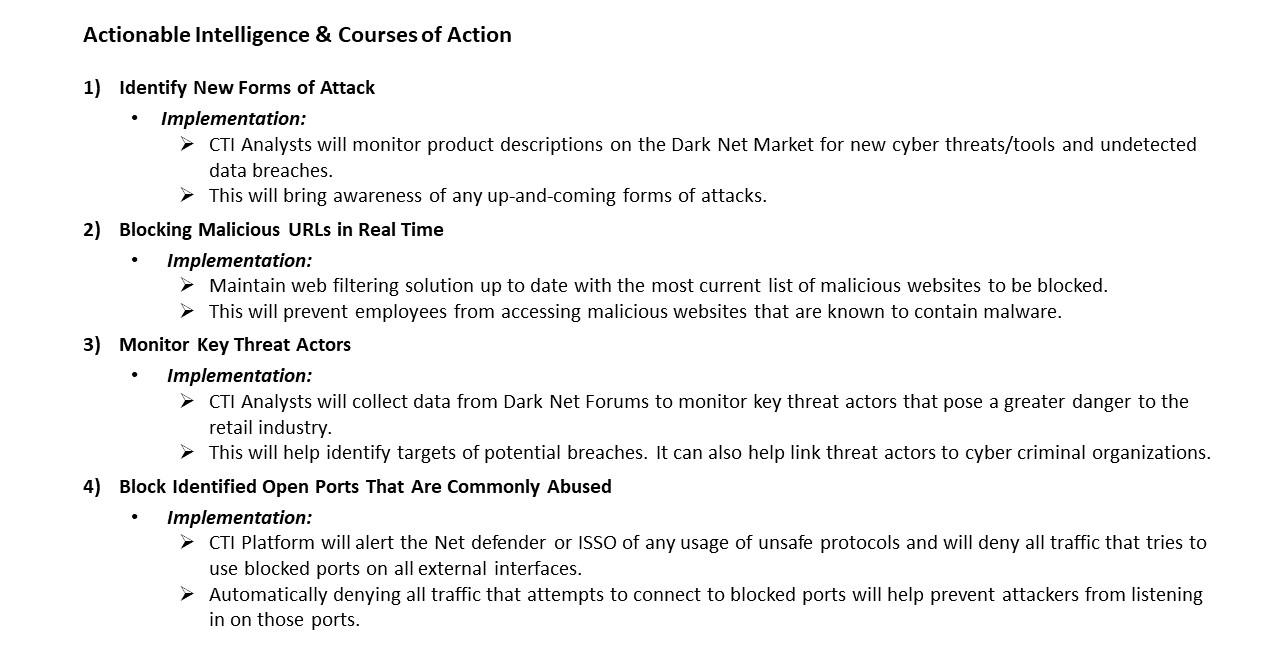 Actionable Intelligence & Courses of Action
1) Identify New Forms of Attack
• Implementation:
➢ CTI Analysts will monitor product descriptions on the Dark Net Market for new cyber threats/tools and undetected
data breaches.
➢ This will bring awareness of any up-and-coming forms of attacks.
2) Blocking Malicious URLs in Real Time
• Implementation:
➢ Maintain web filtering solution up to date with the most current list of malicious websites to be blocked.
➢ This will prevent employees from accessing malicious websites that are known to contain malware.
3) Monitor Key Threat Actors
• Implementation:
➢ CTI Analysts will collect data from Dark Net Forums to monitor key threat actors that pose a greater danger to the
retail industry.
➢ This will help identify targets of potential breaches. It can also help link threat actors to cyber criminal organizations.
4) Block Identified Open Ports That Are Commonly Abused
• Implementation:
➢ CTI Platform will alert the Net defender or ISSO of any usage of unsafe protocols and will deny all traffic that tries to
use blocked ports on all external interfaces.
➢ Automatically denying all traffic that attempts to connect to blocked ports will help prevent attackers from listening
in on those ports.